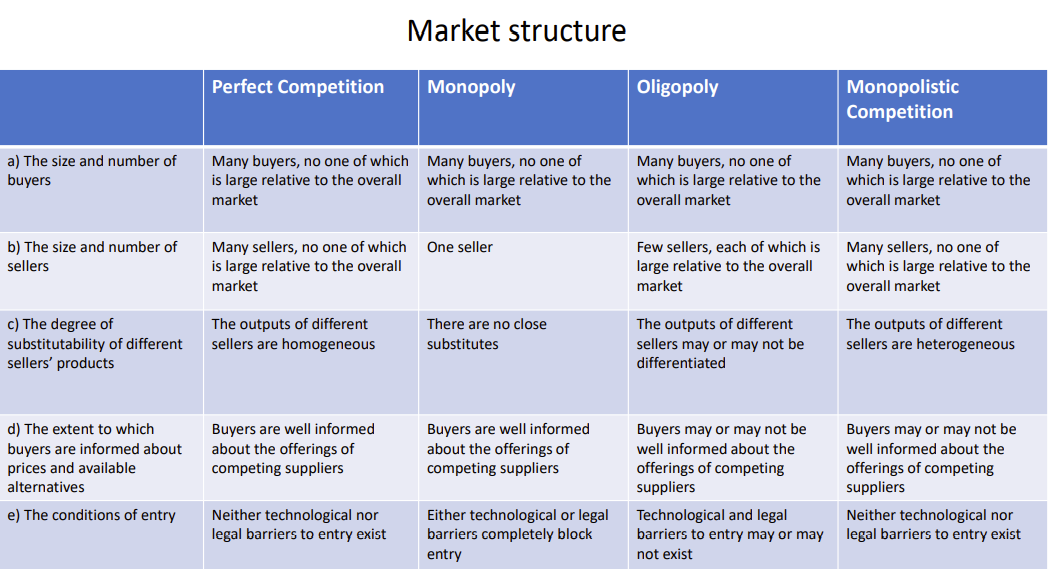 Market structure
Perfect Competition
Monopoly
Oligopoly
Monopolistic
Competition
a) The size and number of
buyers
Many buyers, no one of which
is large relative to the overall
market
Many buyers, no one of
which is large relative to the
overall market
Many buyers, no one of
which is large relative to the
overall market
Many buyers, no one of
which is large relative to the
overall market
b) The size and number of
sellers
Many sellers, no one of which
is large relative to the overall
market
One seller
Few sellers, each of which is
large relative to the overall
market
Many sellers, no one of
which is large relative to the
overall market
c) The degree of
substitutability of different
sellers’ products
The outputs of different
sellers are homogeneous
There are no close
substitutes
The outputs of different
sellers may or may not be
differentiated
The outputs of different
sellers are heterogeneous
d) The extent to which
buyers are informed about
prices and available
alternatives
Buyers are well informed
about the offerings of
competing suppliers
Buyers are well informed
about the offerings of
competing suppliers
Buyers may or may not be
well informed about the
offerings of competing
suppliers
Buyers may or may not be
well informed about the
offerings of competing
suppliers
e) The conditions of entry
Neither technological nor
legal barriers to entry exist
Either technological or legal
barriers completely block
entry
Technological and legal
barriers to entry may or may
not exist
Neither technological nor
legal barriers to entry exist